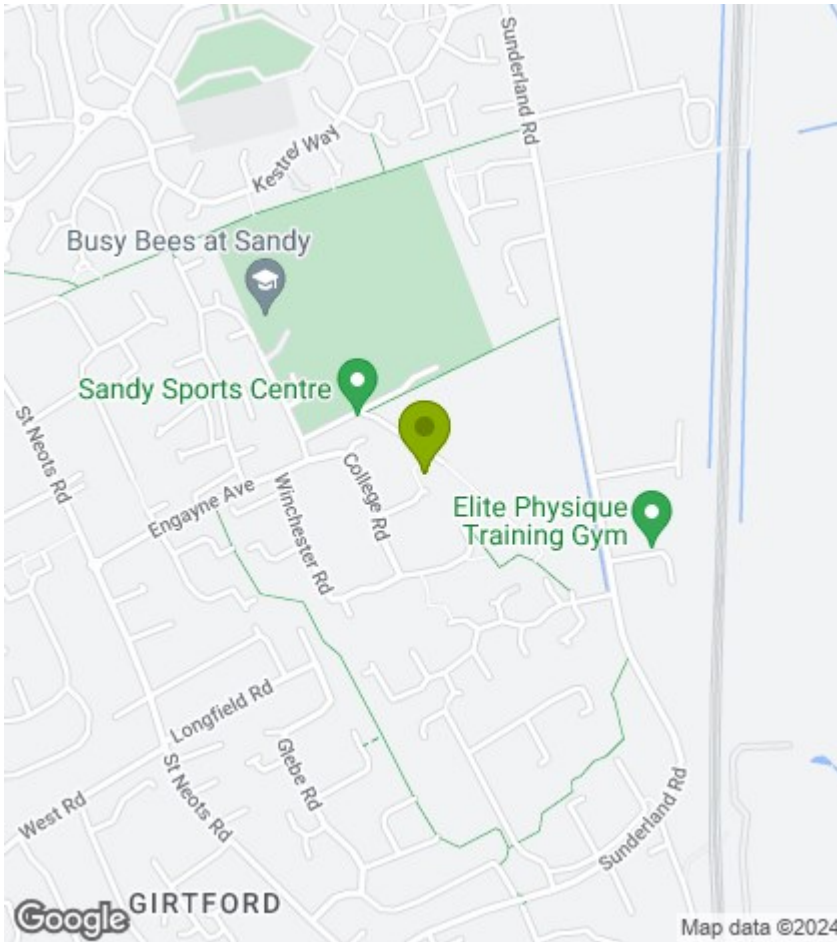 Sunderland Rd
Kestrel Way
Busy Bees at Sandy
Sandy Sports Centre
St Neots Rd
College Rd
Engayne Ave
Winchester Rd
Elite Physique
Training Gym
Longfield Rd
Glebe Rd
St Neots Rd
West Rd
Sunderland Rd
GIRTFORD
Google
Map data ©2024